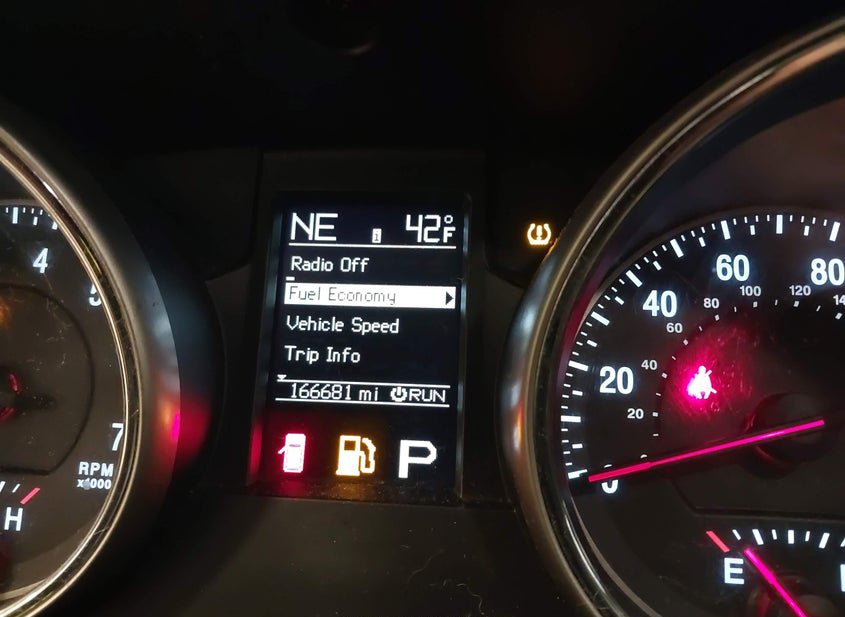 NE 42°F
Radio Off
Fuel Economy
Vehicle Speed
Trip Info
166681 mi RUN
P
4
5
7
RPM
x1000
H
0
20
40
60
80
20
40
60
80
100
120
E